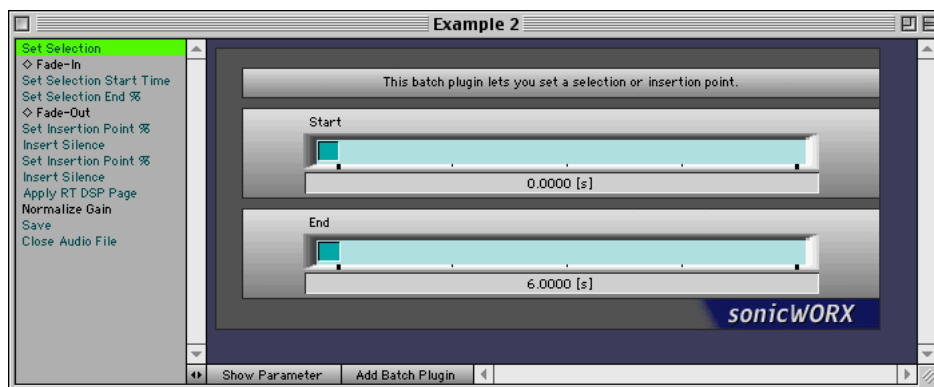 Example 2
Set Selection
◇ Fade-In
Set Selection Start Time
Set Selection End %
◇ Fade-Out
Set Insertion Point %
Insert Silence
Set Insertion Point %
Insert Silence
Apply RT DSP Page
Normalize Gain
Save
Close Audio File
This batch plugin lets you set a selection or insertion point.
Start
0.0000 [s]
End
6.0000 [s]
sonicWORX
Show Parameter
Add Batch Plugin